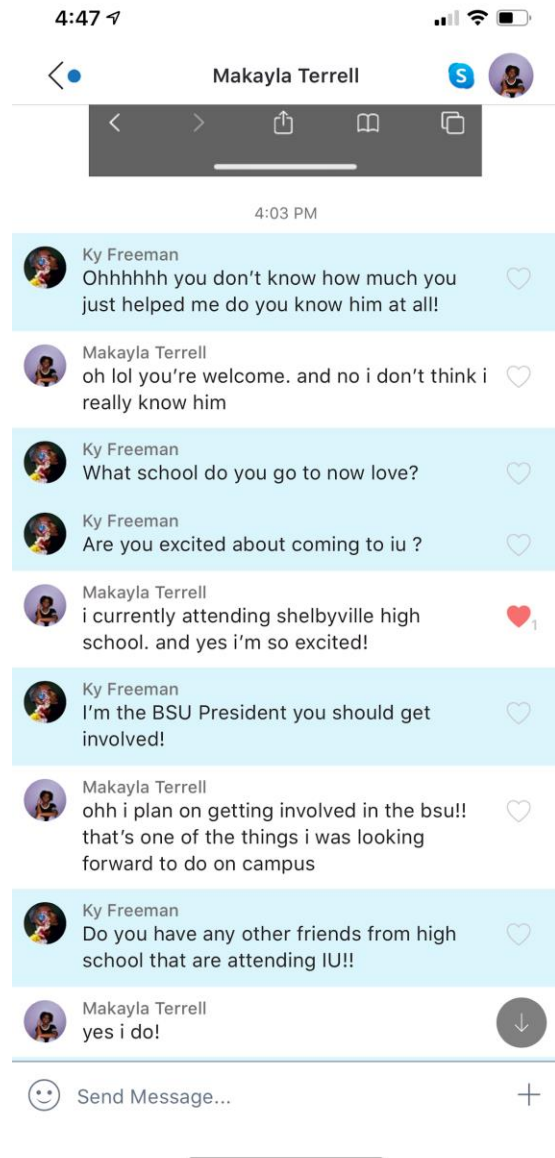 4:47
Makayla Terrell
S
4:03 PM
Ky Freeman
Ohhhhhh you don't know how much you
just helped me do you know him at all!
Makayla Terrell
oh lol you're welcome. and no i don't think i
really know him
Ky Freeman
What school do you go to now love?
Ky Freeman
Are you excited about coming to iu ?
Makayla Terrell
i currently attending shelbyville high
school. and yes i'm so excited!
1
Ky Freeman
I'm the BSU President you should get
involved!
Makayla Terrell
ohh i plan on getting involved in the bsu!!
that's one of the things i was looking
forward to do on campus
Ky Freeman
Do you have any other friends from high
school that are attending IU!!
Makayla Terrell
yes i do!
Send Message...